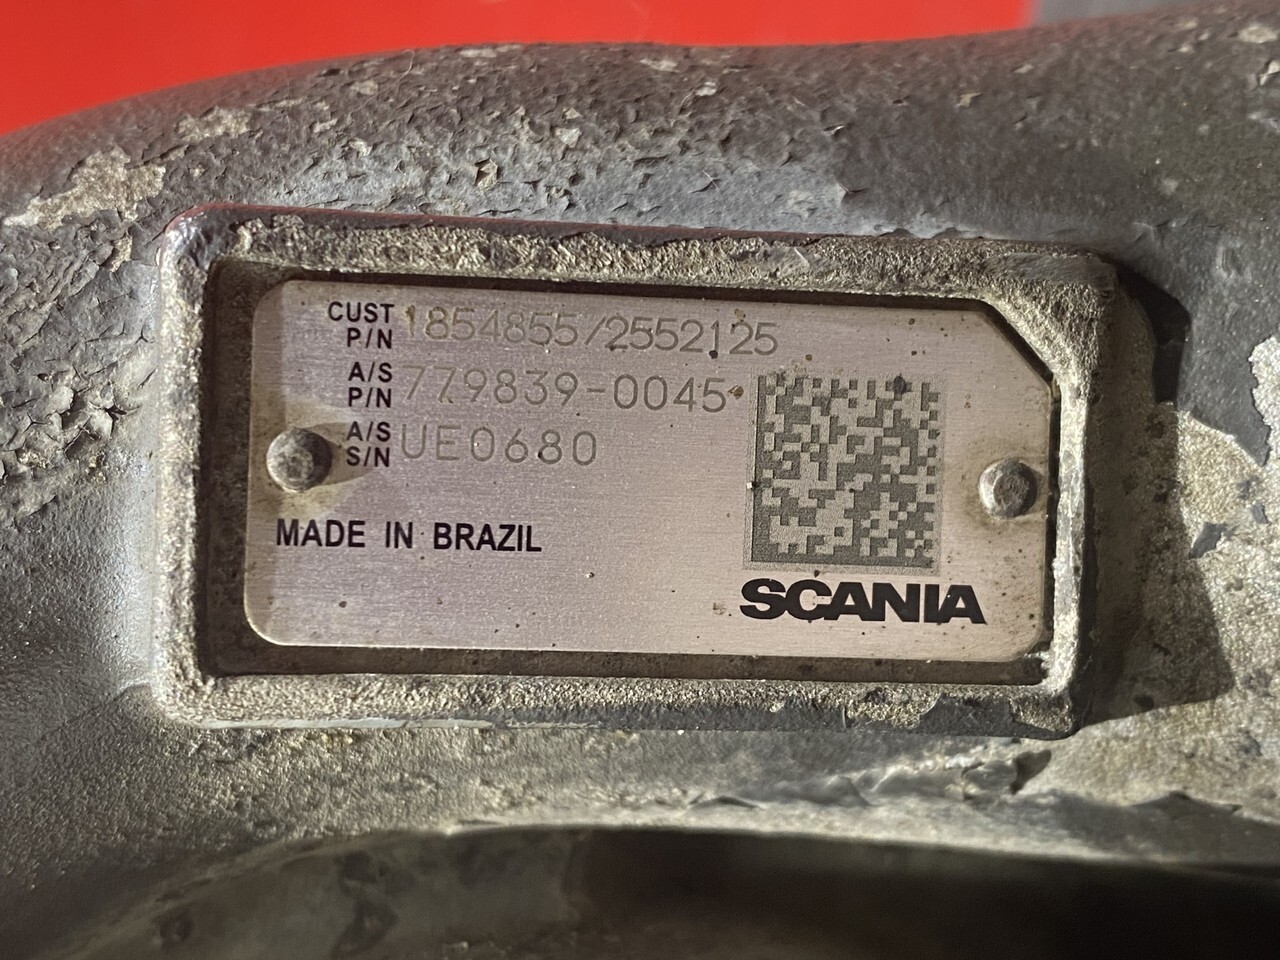 CUST P/N 1854855/2552125
A/S P/N 779839-0045
A/S S/N UE0680
MADE IN BRAZIL
SCANIA